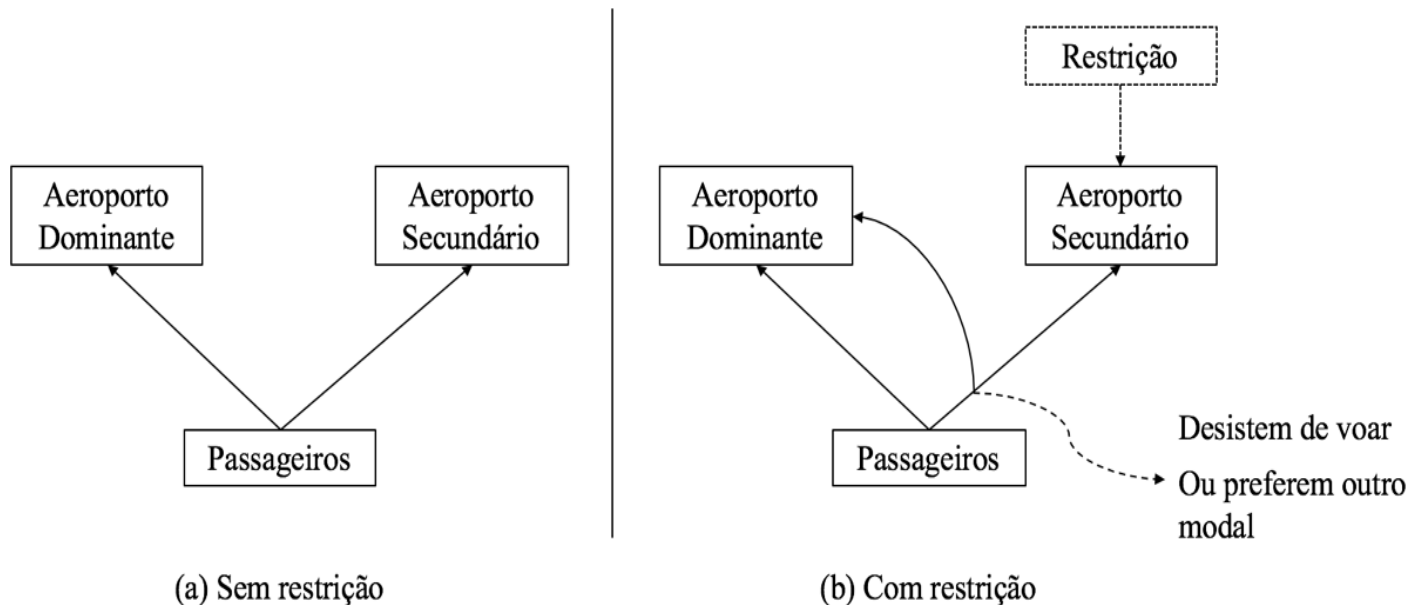 Aeroporto
Dominante
Aeroporto
Secundário
Passageiros
(a) Sem restrição
Restrição
Aeroporto
Dominante
Aeroporto
Secundário
Passageiros
Desistem de voar
Ou preferem outro
modal
(b) Com restrição